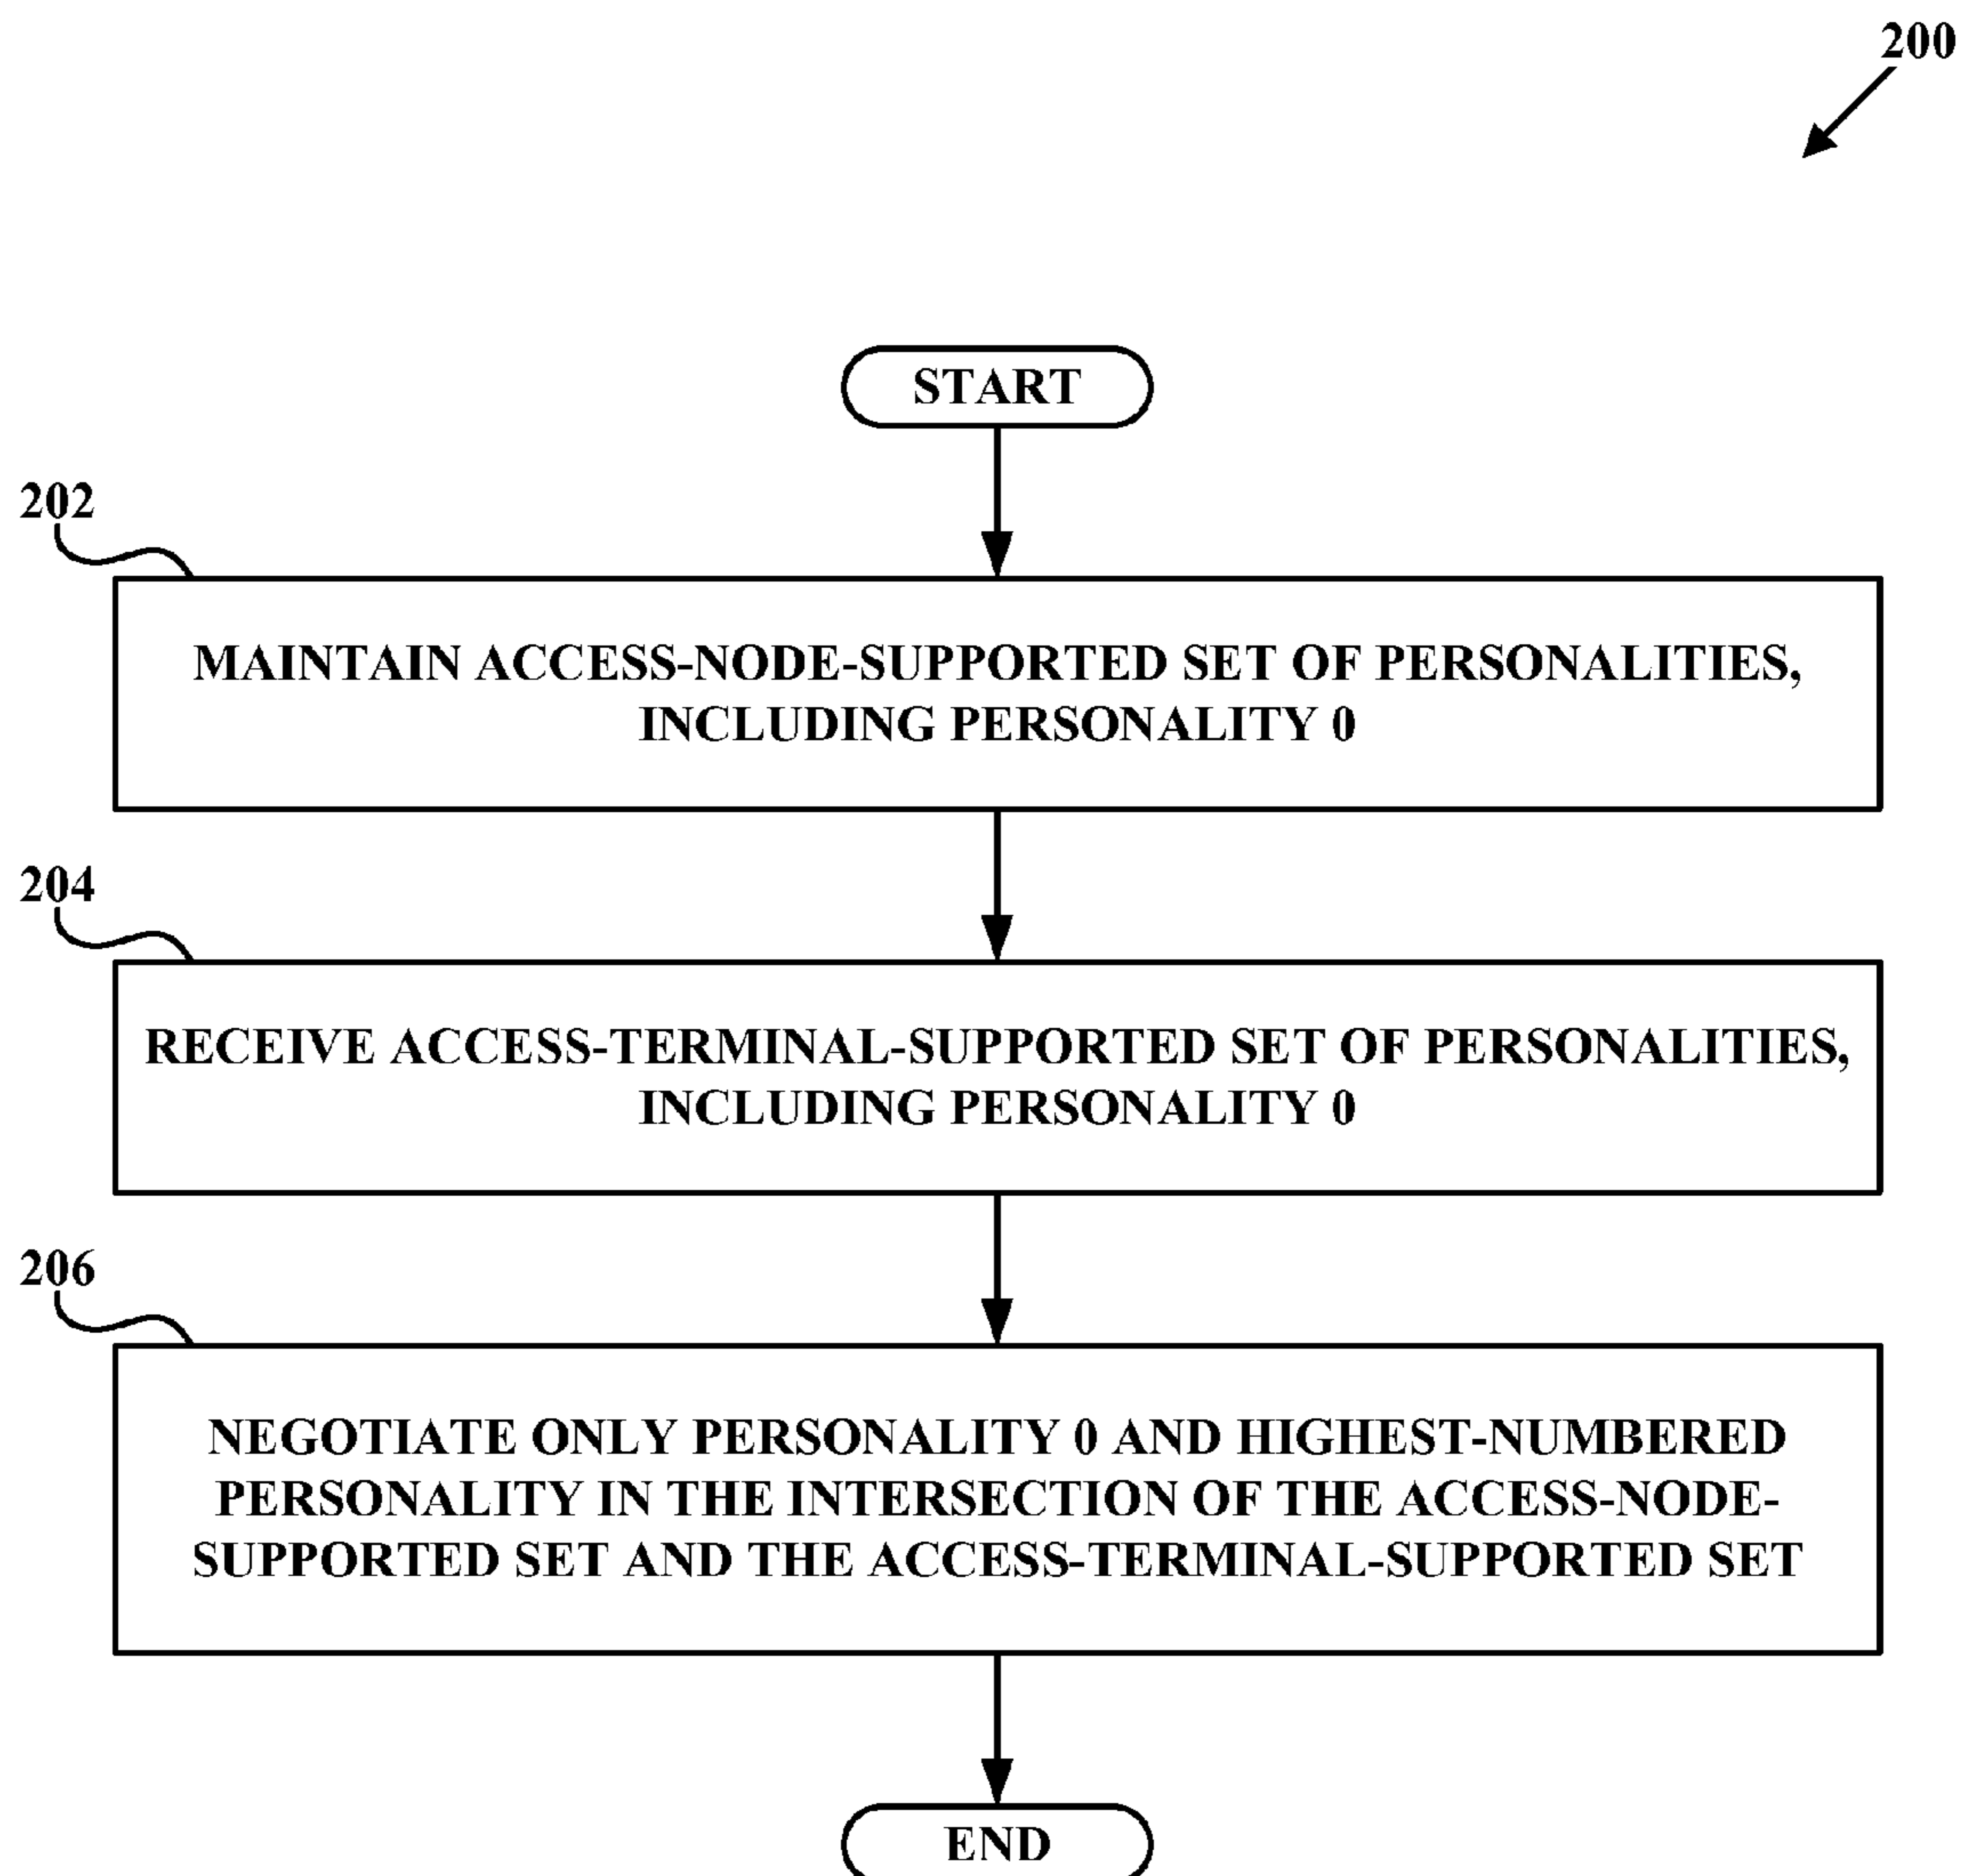 200
START
202
MAINTAIN ACCESS-NODE-SUPPORTED SET OF PERSONALITIES,
INCLUDING PERSONALITY 0
204
RECEIVE ACCESS-TERMINAL-SUPPORTED SET OF PERSONALITIES,
INCLUDING PERSONALITY 0
206
NEGOTIATE ONLY PERSONALITY 0 AND HIGHEST-NUMBERED
PERSONALITY IN THE INTERSECTION OF THE ACCESS-NODE-
SUPPORTED SET AND THE ACCESS-TERMINAL-SUPPORTED SET
END